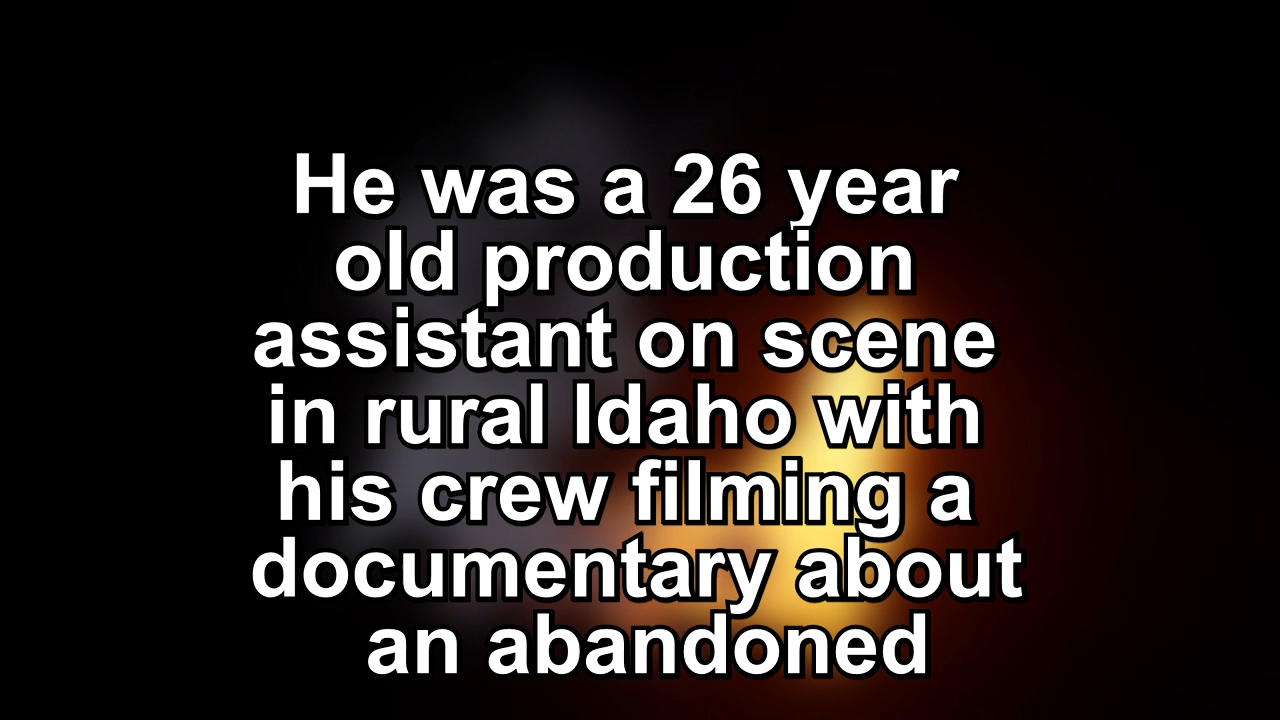 He was a 26 year
old production
assistant on scene
in rural Idaho with
his crew filming a
documentary about
an abandoned